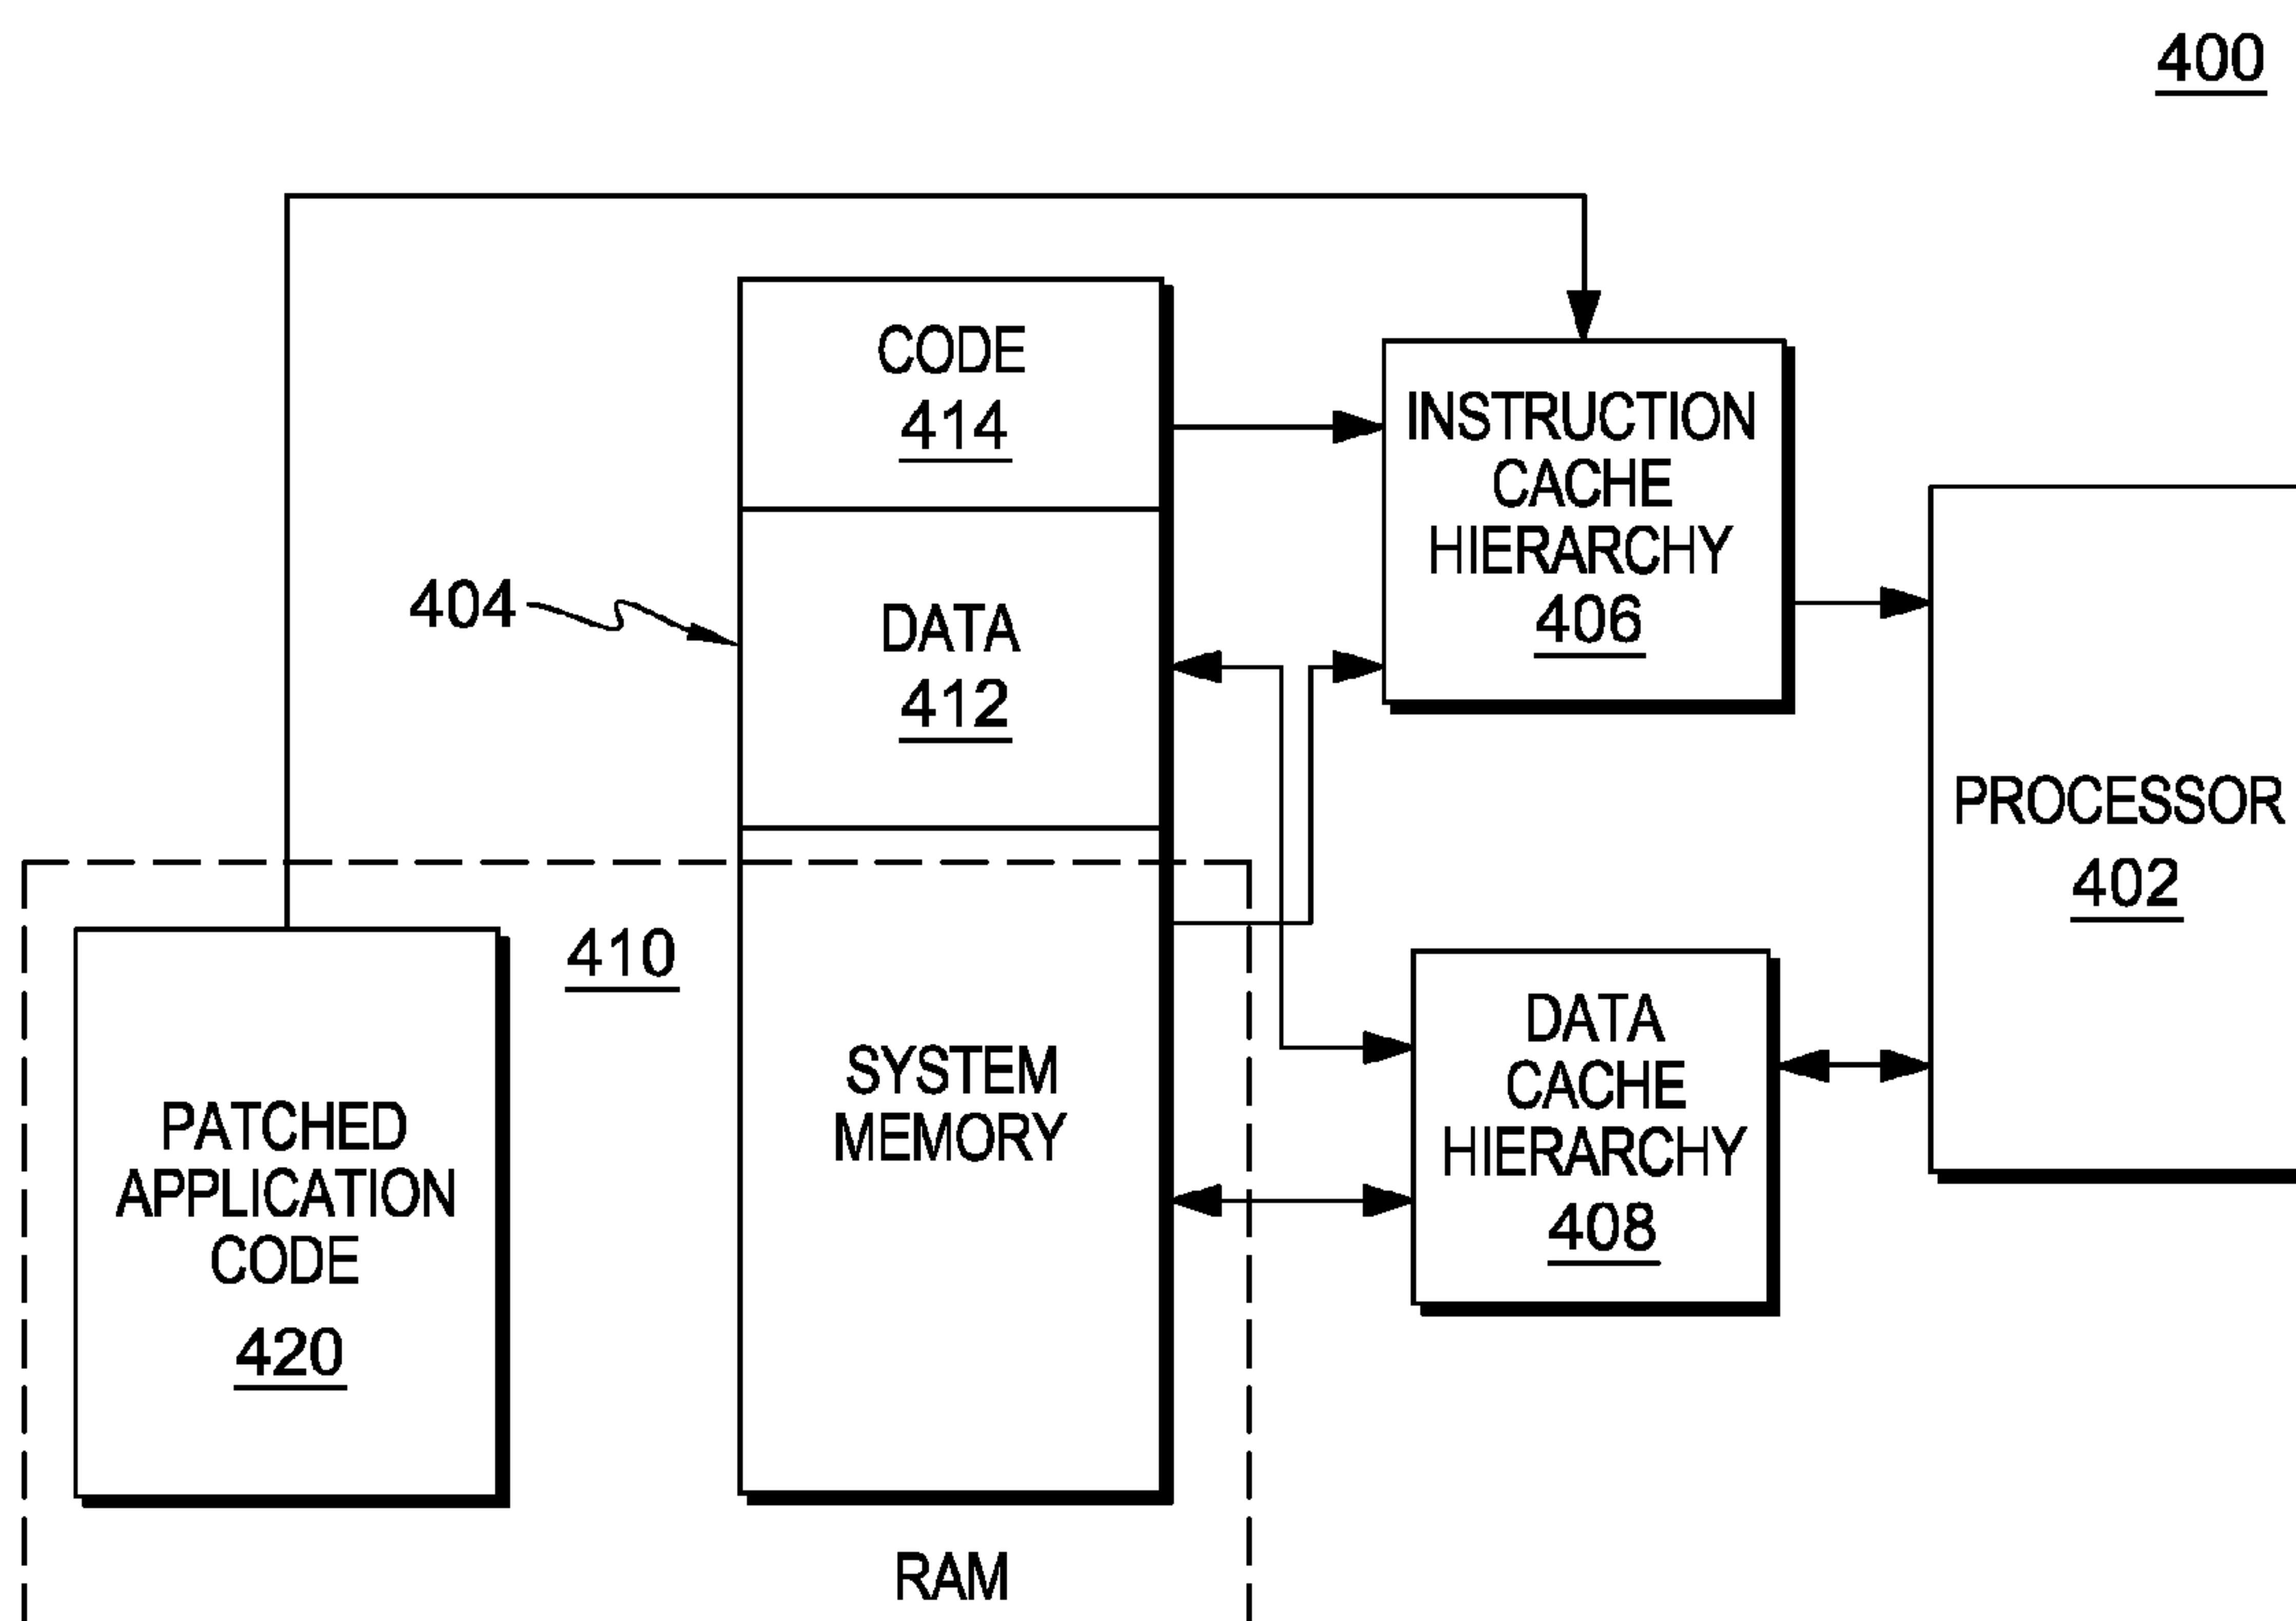 400
CODE
414
INSTRUCTION
CACHE
HIERARCHY
406
404
DATA
412
PROCESSOR
402
410
PATCHED
APPLICATION
CODE
420
SYSTEM
MEMORY
DATA
CACHE
HIERARCHY
408
RAM